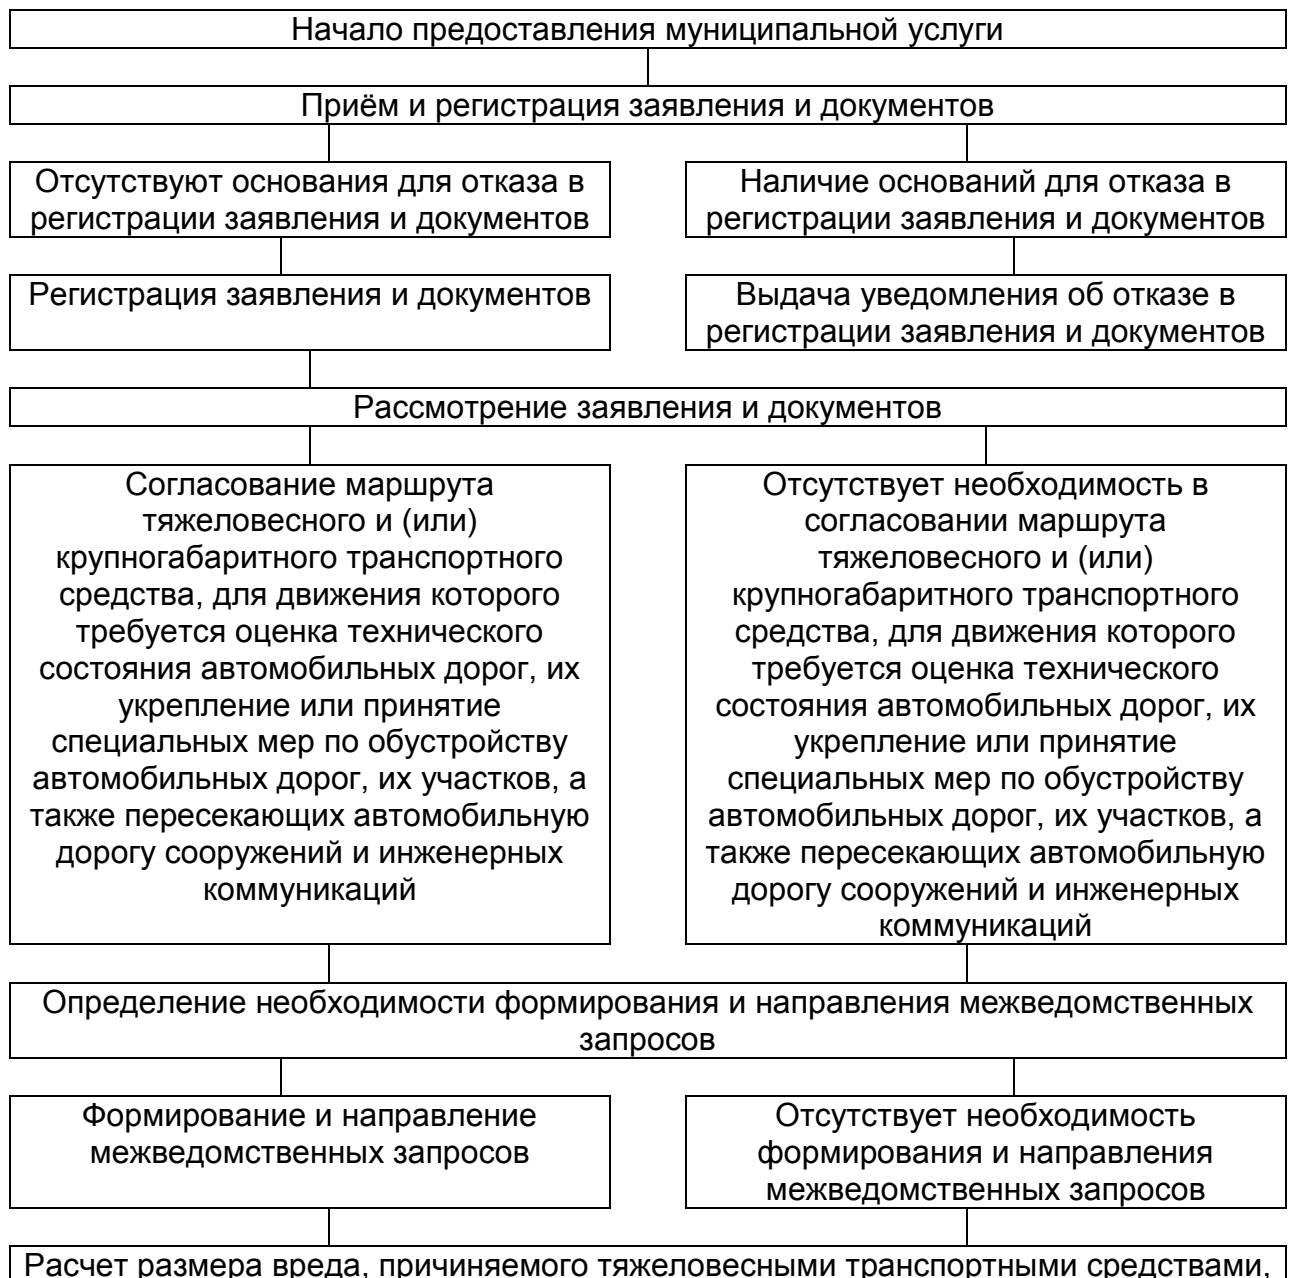 Начало предоставления муниципальной услуги
Приём и регистрация заявления и документов
Отсутствуют основания для отказа в
регистрации заявления и документов
Наличие оснований для отказа в
регистрации заявления и документов
Регистрация заявления и документов
Выдача уведомления об отказе в
регистрации заявления и документов
Рассмотрение заявления и документов
Согласование маршрута
тяжеловесного и (или)
крупногабаритного транспортного
средства, для движения которого
требуется оценка технического
состояния автомобильных дорог, их
укрепление или принятие
специальных мер по обустройству
автомобильных дорог, их участков, а
также пересекающих автомобильную
дорогу сооружений и инженерных
коммуникаций
Отсутствует необходимость в
согласовании маршрута
тяжеловесного и (или)
крупногабаритного транспортного
средства, для движения которого
требуется оценка технического
состояния автомобильных дорог, их
укрепление или принятие
специальных мер по обустройству
автомобильных дорог, их участков, а
также пересекающих автомобильную
дорогу сооружений и инженерных
коммуникаций
Определение необходимости формирования и направления межведомственных
запросов
Формирование и направление
межведомственных запросов
Отсутствует необходимость
формирования и направления
межведомственных запросов
Расчет размера вреда, причиняемого тяжеловесными транспортными средствами,